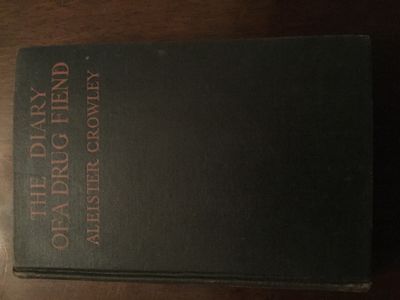 THE DIARY
OF A DRUG FIEND
ALEISTER CROWLEY